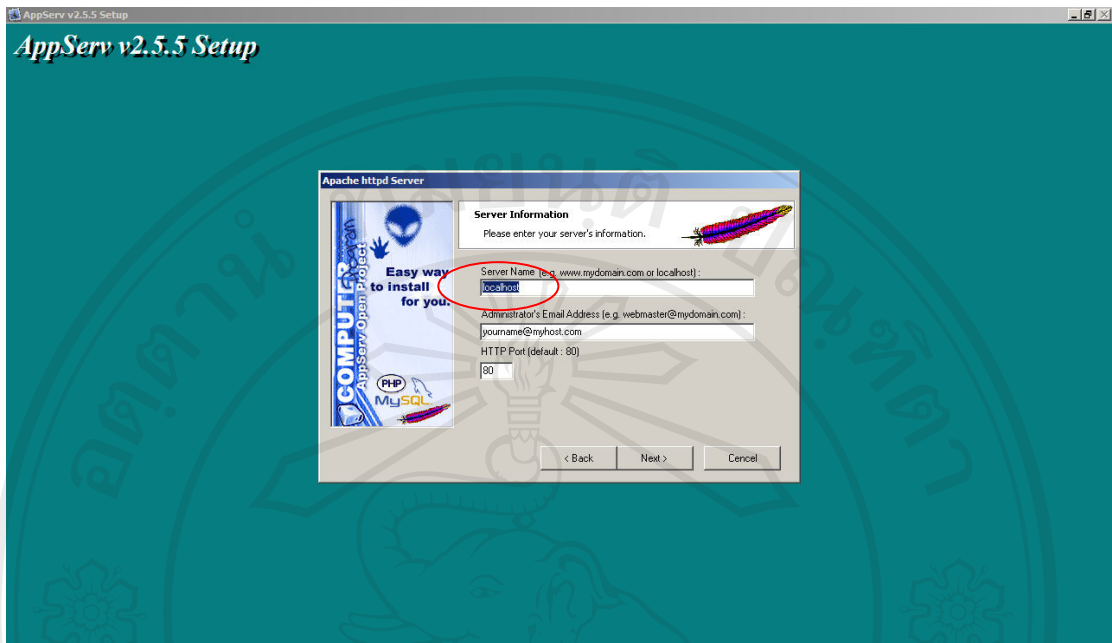 AppServ v2.5.5 Setup
AppServ v2.5.5 Setup
Apache httpd Server
Server Information
Please enter your server's information.
Easy way
to install
for you.
COMPUTER
AppServ Open Project
PHP
MySQL
Server Name (e.g. www.mydomain.com or localhost) :
localhost
Administrator's Email Address (e.g. webmaster@mydomain.com) :
yourname@myhost.com
HTTP Port (default : 80)
80
< Back
Next >
Cencel